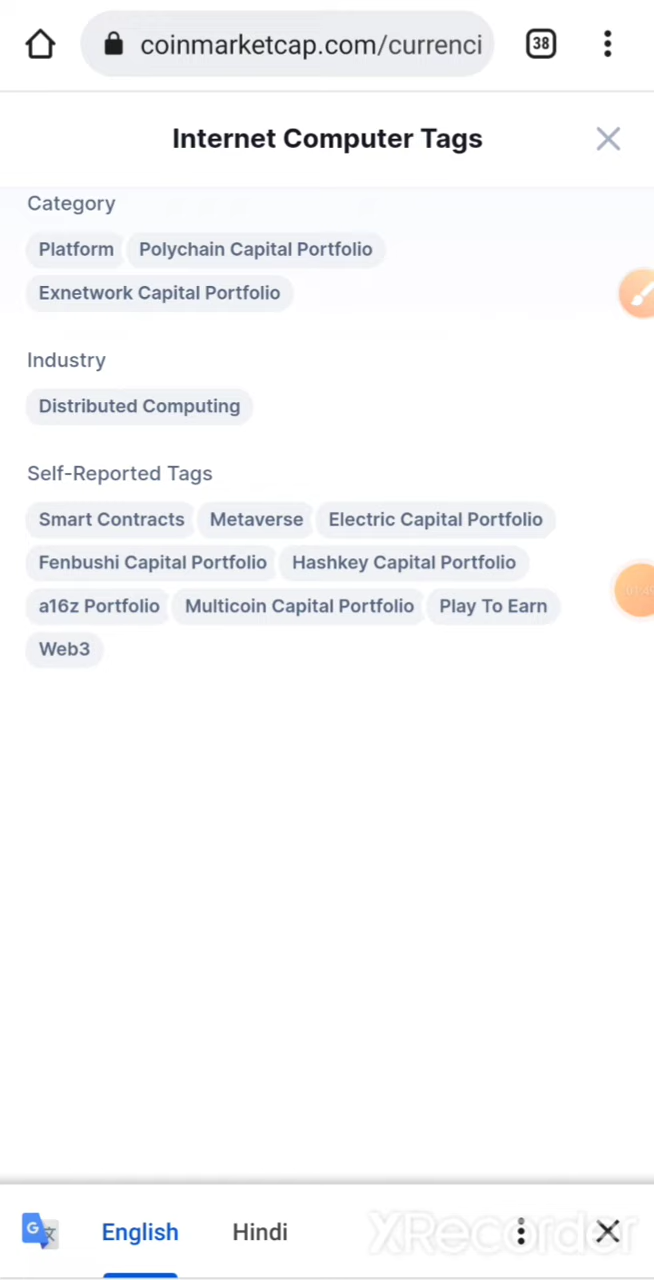 coinmarketcap.com/currenci 38
Internet Computer Tags
Category
Platform Polychain Capital Portfolio
Exnetwork Capital Portfolio
Industry
Distributed Computing
Self-Reported Tags
Smart Contracts Metaverse Electric Capital Portfolio
Fenbushi Capital Portfolio Hashkey Capital Portfolio
a16z Portfolio Multicoin Capital Portfolio Play To Earn
Web3
G 文 English Hindi XRecorder